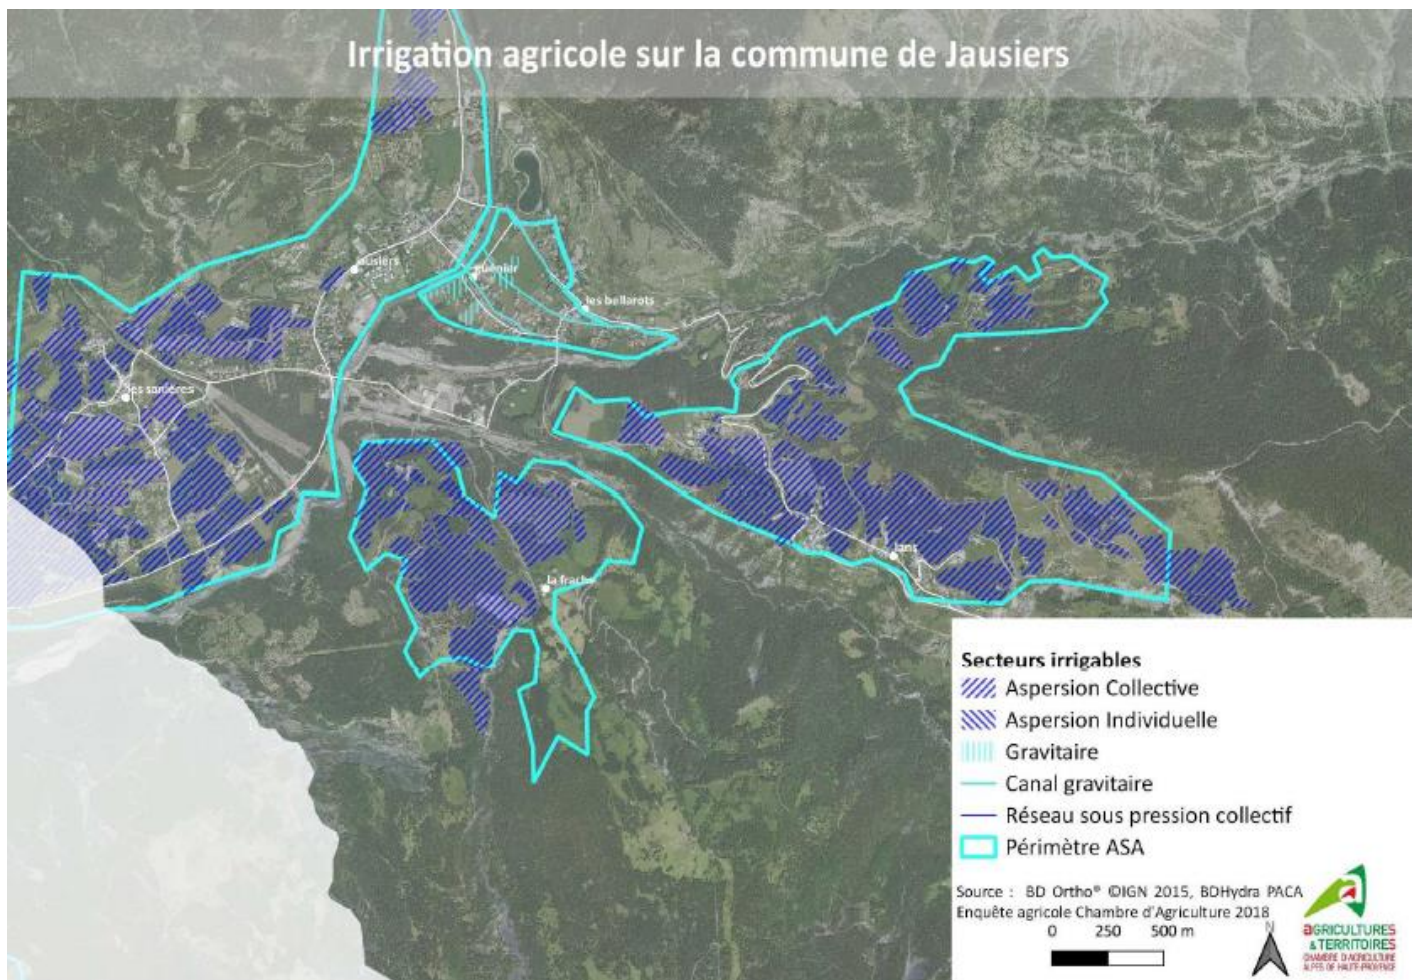 Irrigation agricole sur la commune de Jausiers
jausiers
guenier
les bellarots
les sanières
lans
la frache
Secteurs irrigables
Aspersion Collective
Aspersion Individuelle
Gravitaire
Canal gravitaire
Réseau sous pression collectif
Périmètre ASA
Source : BD Ortho® ©IGN 2015, BDHydra PACA
Enquête agricole Chambre d'Agriculture 2018
N
0 250 500 m
aGRICULTURES
& TERRITOIRES
CHAMBRE D'AGRICULTURE
ALPES DE HAUTE-PROVENCE